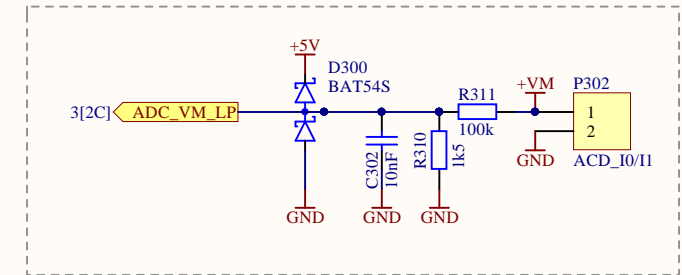 +5V
D300
BAT54S
3[2C]
ADC_VM_LP
R311
100k
+VM
P302
1
2
GND
ACD_I0/I1
C302
10nF
R310
1k5
GND
GND
GND